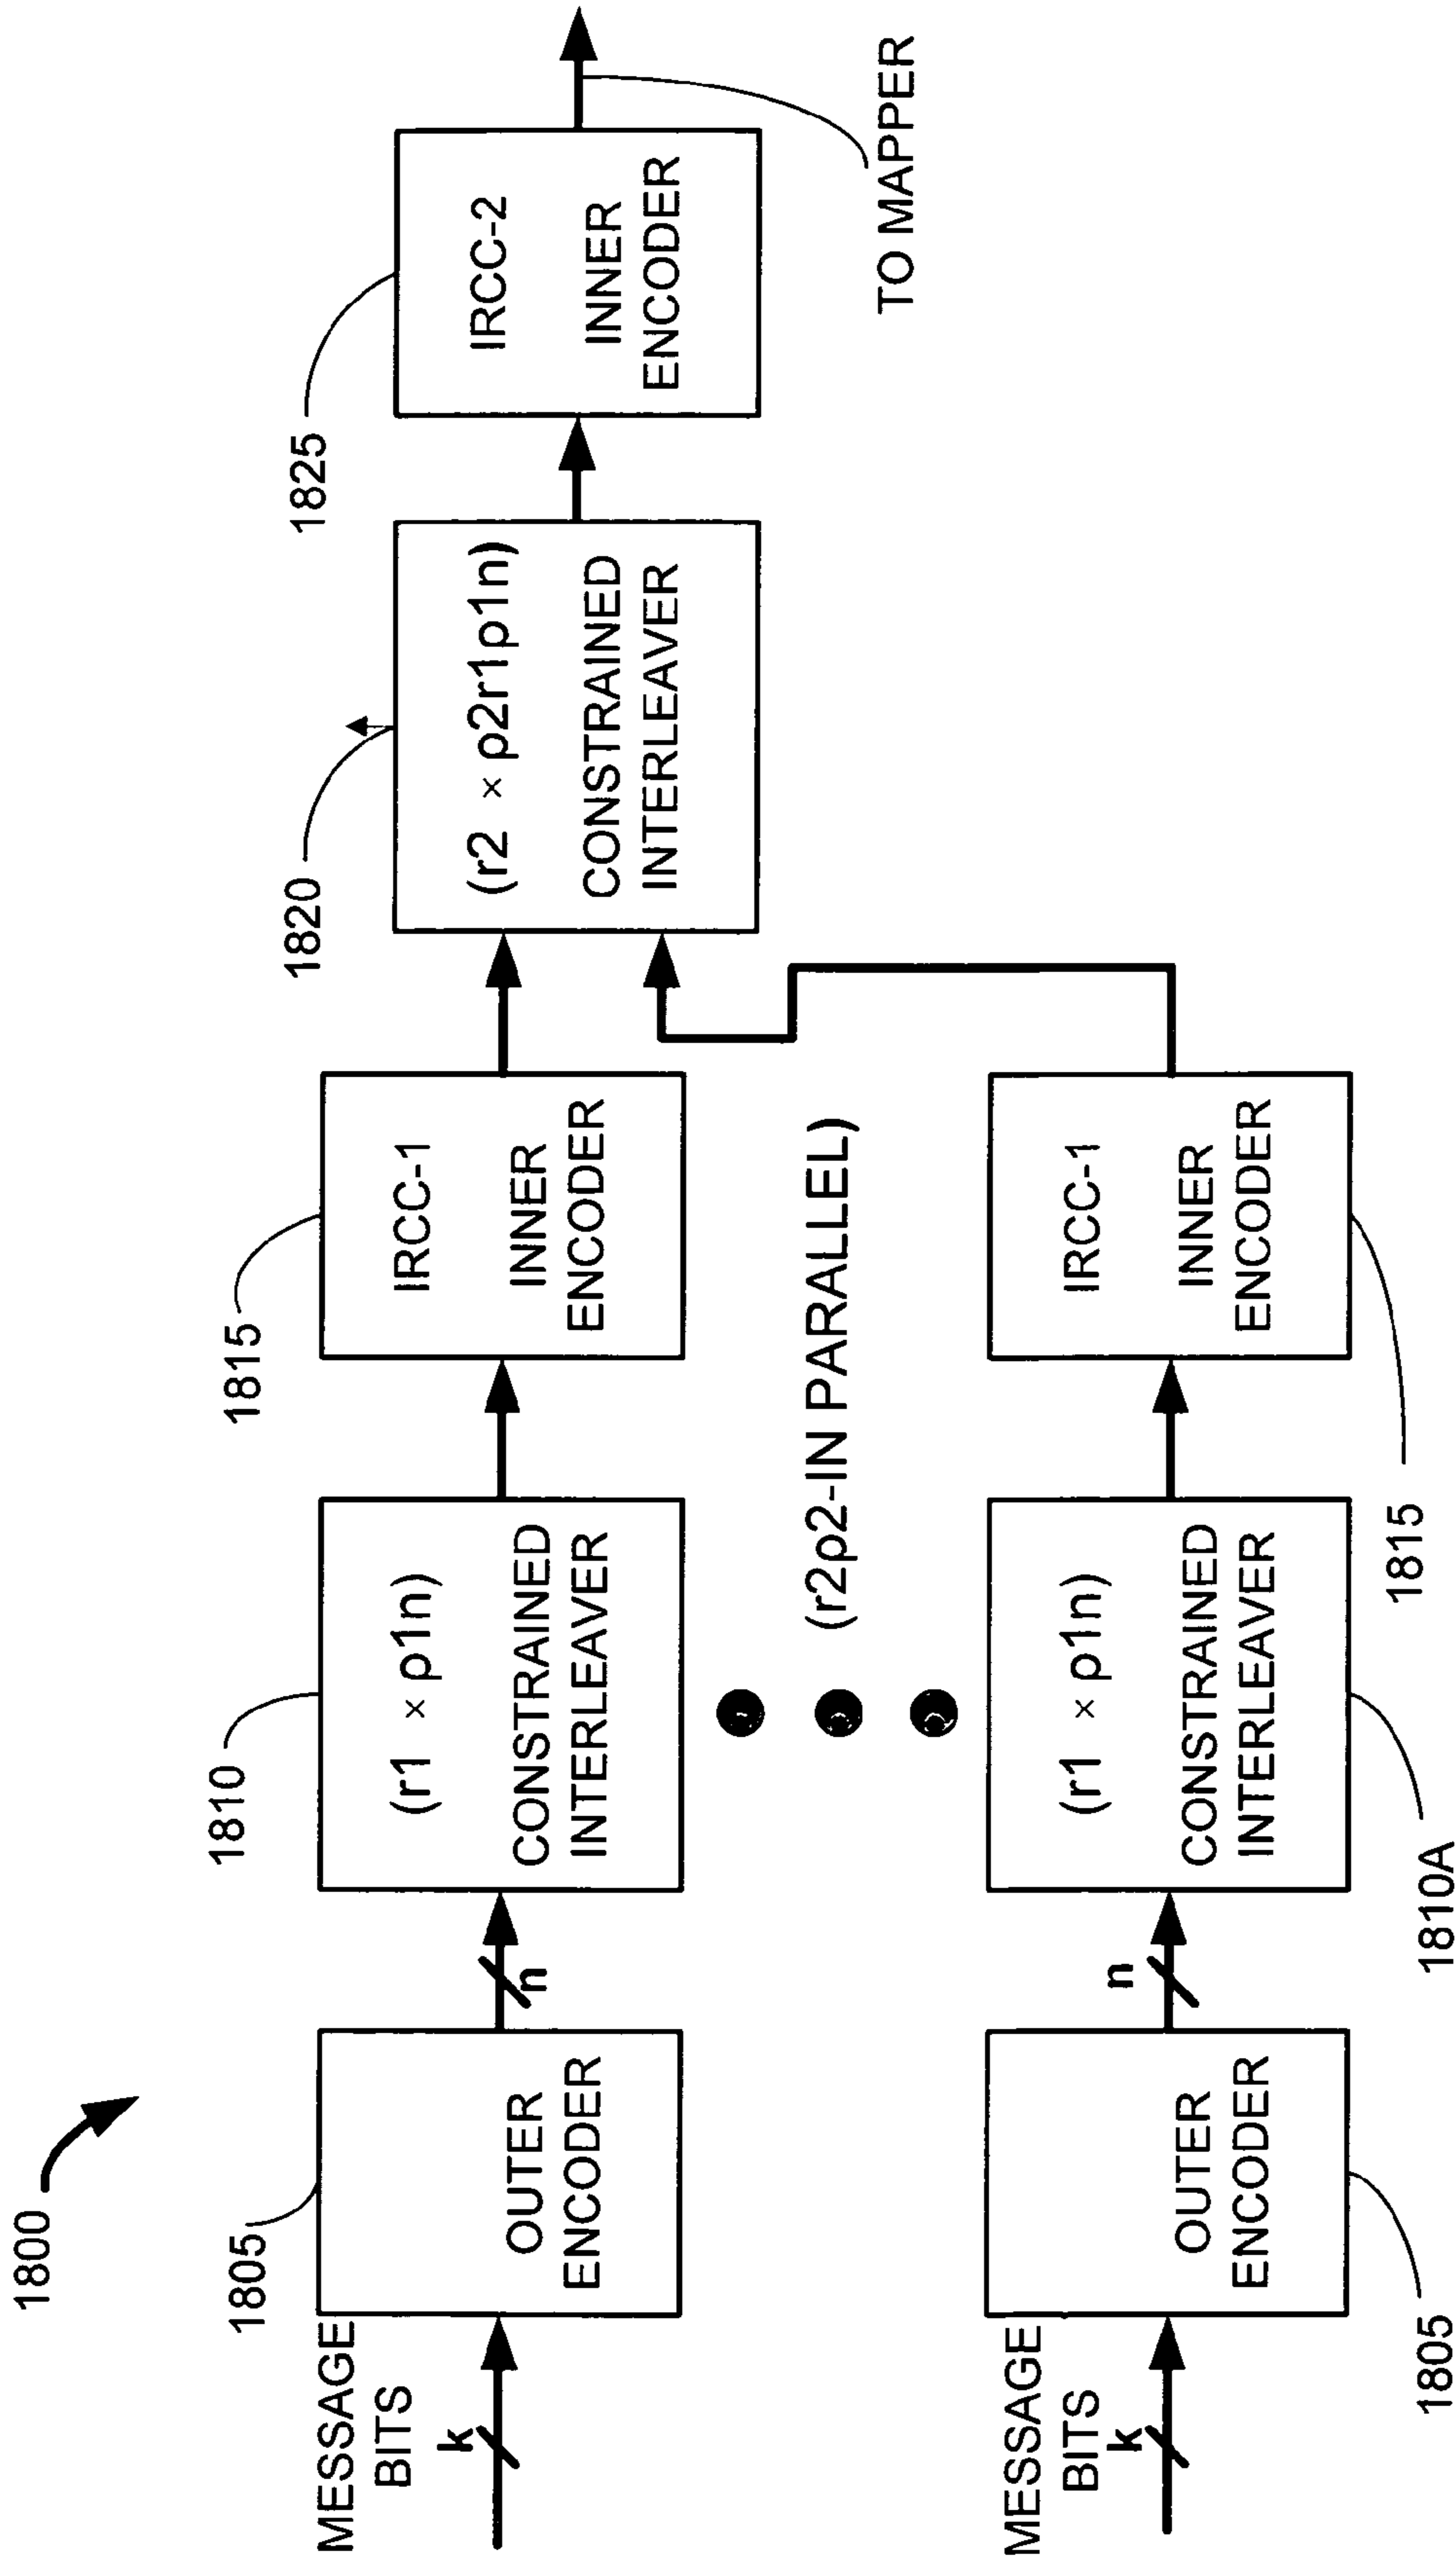 1800
MESSAGE
BITS
k
1805
OUTER
ENCODER
n
1810
(r1 × ρ1n)
CONSTRAINED
INTERLEAVER
1815
IRCC-1
INNER
ENCODER
1820
(r2 × ρ2r1ρ1n)
CONSTRAINED
INTERLEAVER
1825
IRCC-2
INNER
ENCODER
TO MAPPER
(r2ρ2-IN PARALLEL)
MESSAGE
BITS
k
OUTER
ENCODER
1805
n
(r1 × ρ1n)
CONSTRAINED
INTERLEAVER
1810A
IRCC-1
INNER
ENCODER
1815